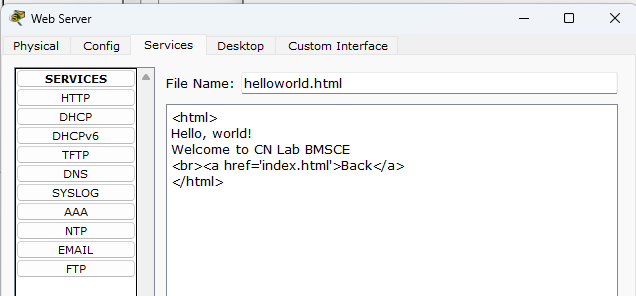 Web Server
Physical Config Services Desktop Custom Interface
SERVICES
HTTP
DHCP
DHCPv6
TFTP
DNS
SYSLOG
AAA
NTP
EMAIL
FTP
File Name: helloworld.html
<html>
Hello, world!
Welcome to CN Lab BMSCE
<br><a href='index.html'>Back</a>
</html>